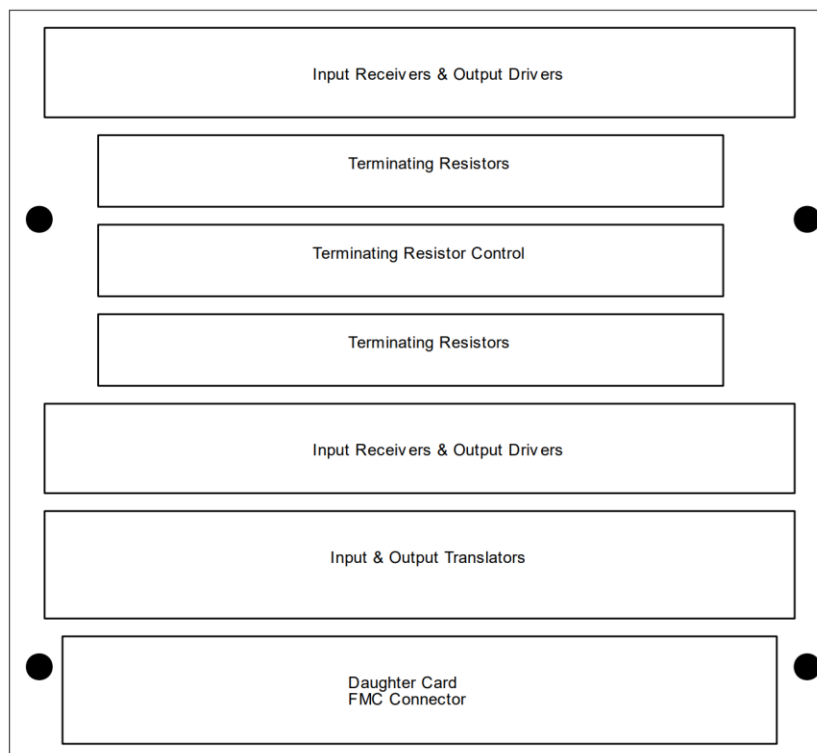 Input Receivers & Output Drivers
Terminating Resistors
Terminating Resistor Control
Terminating Resistors
Input Receivers & Output Drivers
Input & Output Translators
Daughter Card
FMC Connector